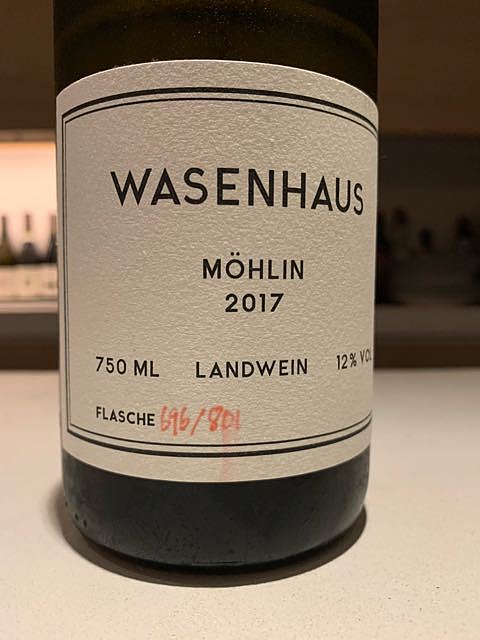 WASENHAUS
MÖHLIN
2017
750 ML LANDWEIN 12% VOL
FLASCHE 696/801